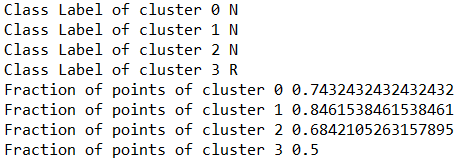 Class Label of cluster 0 N
Class Label of cluster 1 N
Class Label of cluster 2 N
Class Label of cluster 3 R
Fraction of points of cluster 0 0.7432432432432432
Fraction of points of cluster 1 0.8461538461538461
Fraction of points of cluster 2 0.6842105263157895
Fraction of points of cluster 3 0.5